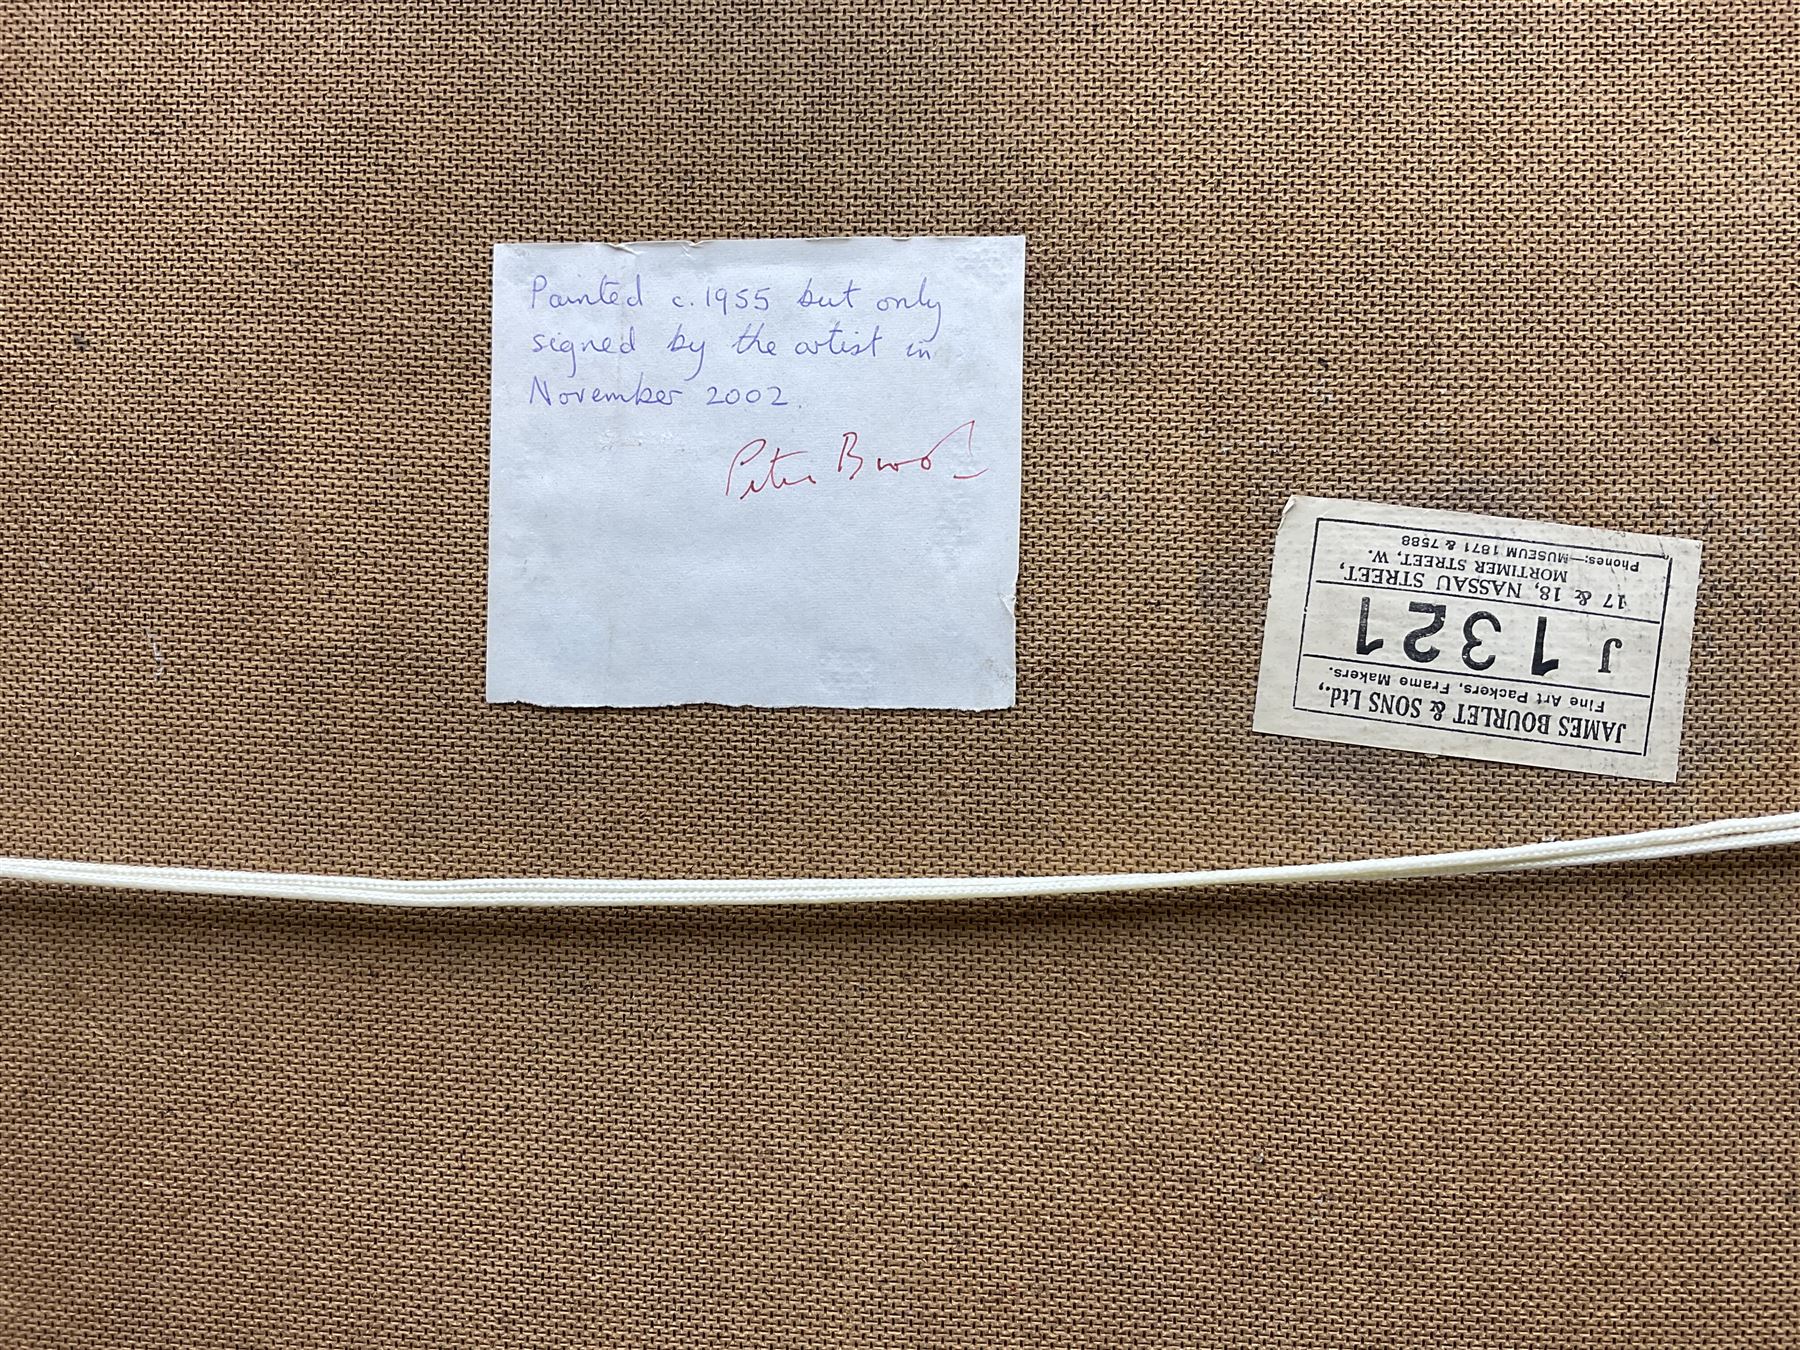 Painted c. 1955 but only
signed by the artist in
November 2002.
Peter
JAMES BOURLET & SONS Ltd.,
Fine Art Packers, Frame Makers.
J 1321
17 & 18, NASSAU STREET,
MORTIMER STREET, W.
Phones:—MUSEUM 1871 & 7588